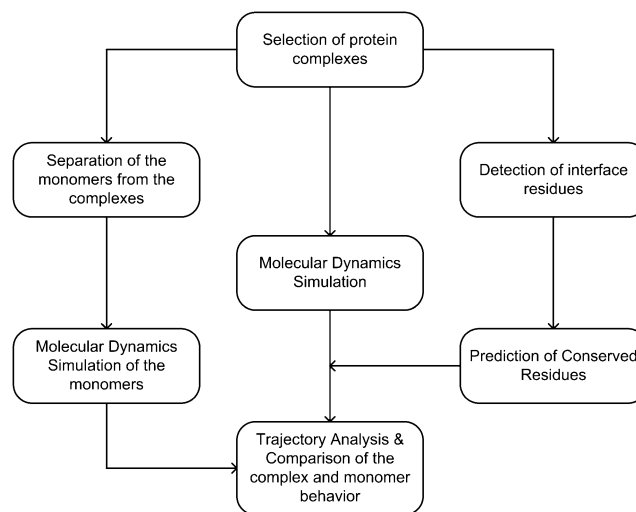 Selection of protein
complexes
Separation of the
monomers from the
complexes
Detection of interface
residues
Molecular Dynamics
Simulation
Molecular Dynamics
Simulation of the
monomers
Prediction of Conserved
Residues
Trajectory Analysis &
Comparison of the
complex and monomer
behavior